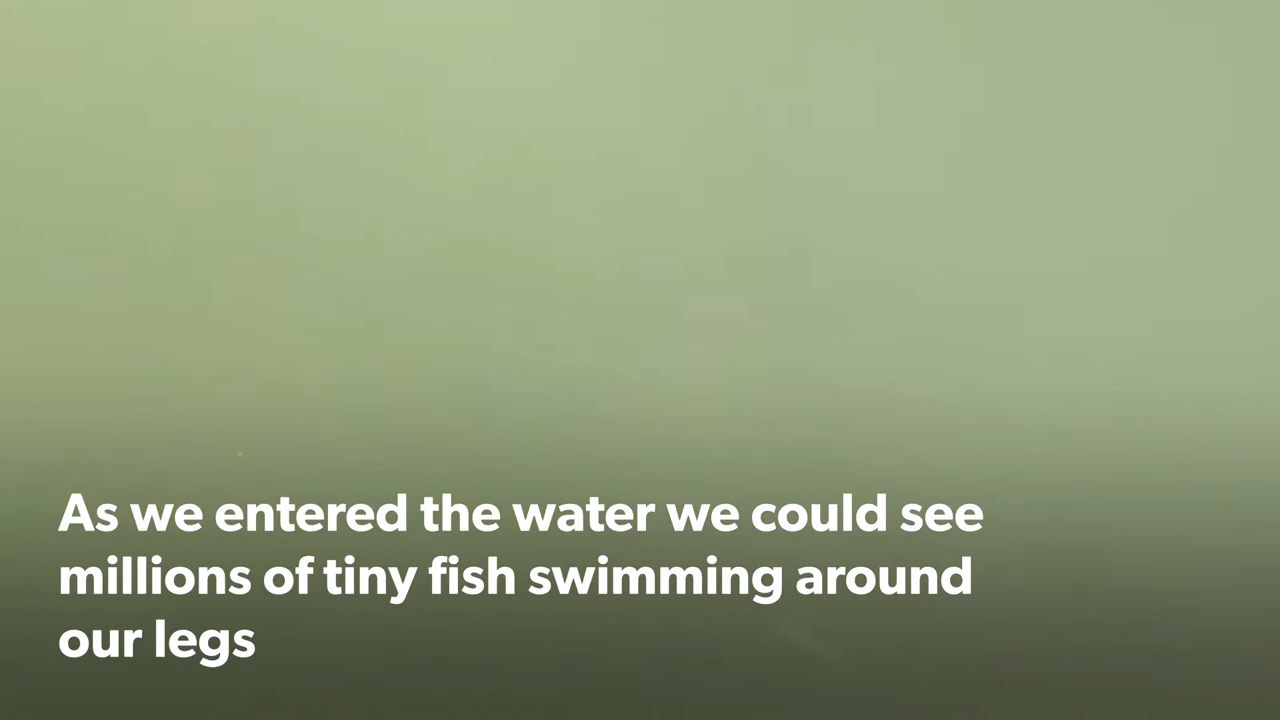 As we entered the water we could see
millions of tiny fish swimming around
our legs